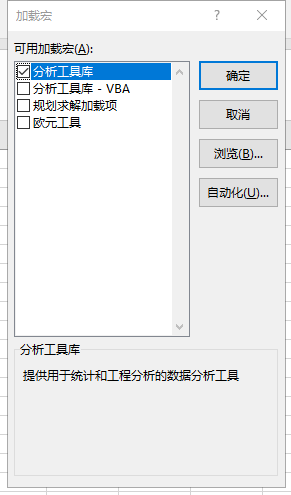 加载宏
?
可用加载宏(A):
分析工具库
分析工具库 - VBA
规划求解加载项
欧元工具
确定
取消
浏览(B)...
自动化(U)...
分析工具库
提供用于统计和工程分析的数据分析工具